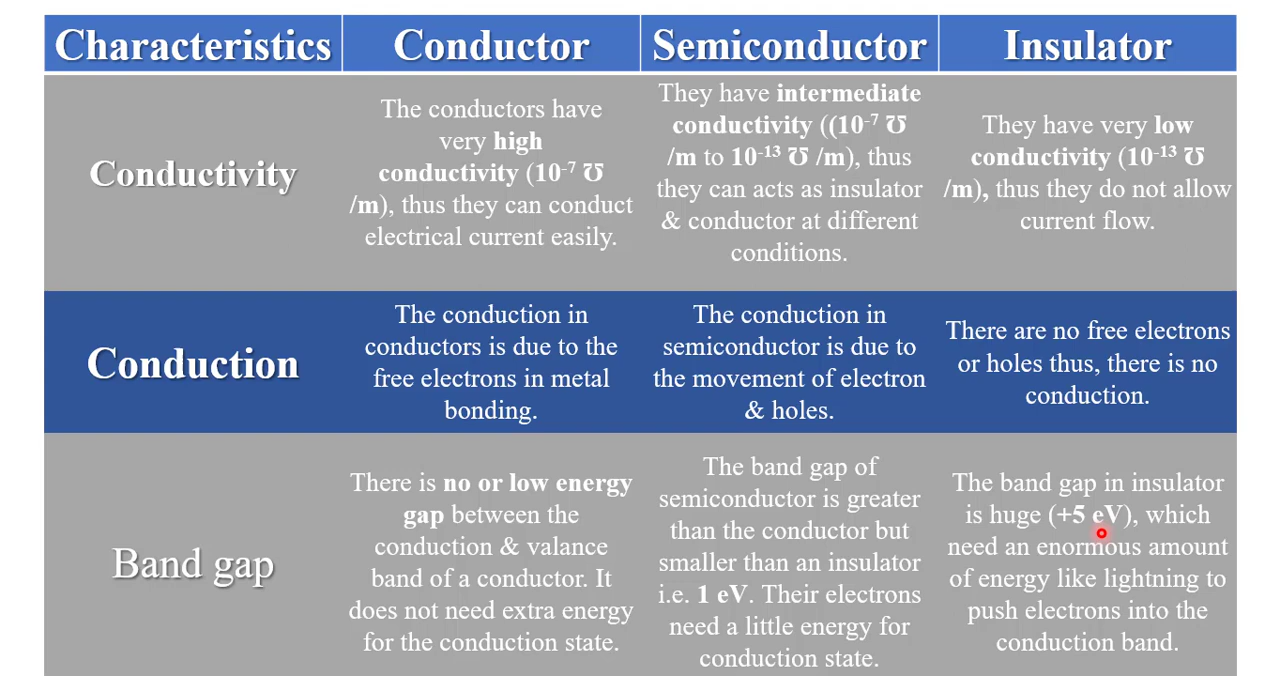 Characteristics Conductor Semiconductor Insulator
Conductivity
The conductors have
very high
conductivity (10⁻⁷ ℧
/m), thus they can conduct
electrical current easily.
They have intermediate
conductivity ((10⁻⁷ ℧
/m to 10⁻¹³ ℧ /m), thus
they can acts as insulator
& conductor at different
conditions.
They have very low
conductivity (10⁻¹³ ℧
/m), thus they do not allow
current flow.
Conduction
The conduction in
conductors is due to the
free electrons in metal
bonding.
The conduction in
semiconductor is due to
the movement of electron
& holes.
There are no free electrons
or holes thus, there is no
conduction.
Band gap
There is no or low energy
gap between the
conduction & valance
band of a conductor. It
does not need extra energy
for the conduction state.
The band gap of
semiconductor is greater
than the conductor but
smaller than an insulator
i.e. 1 eV. Their electrons
need a little energy for
conduction state.
The band gap in insulator
is huge (+5 eV), which
need an enormous amount
of energy like lightning to
push electrons into the
conduction band.